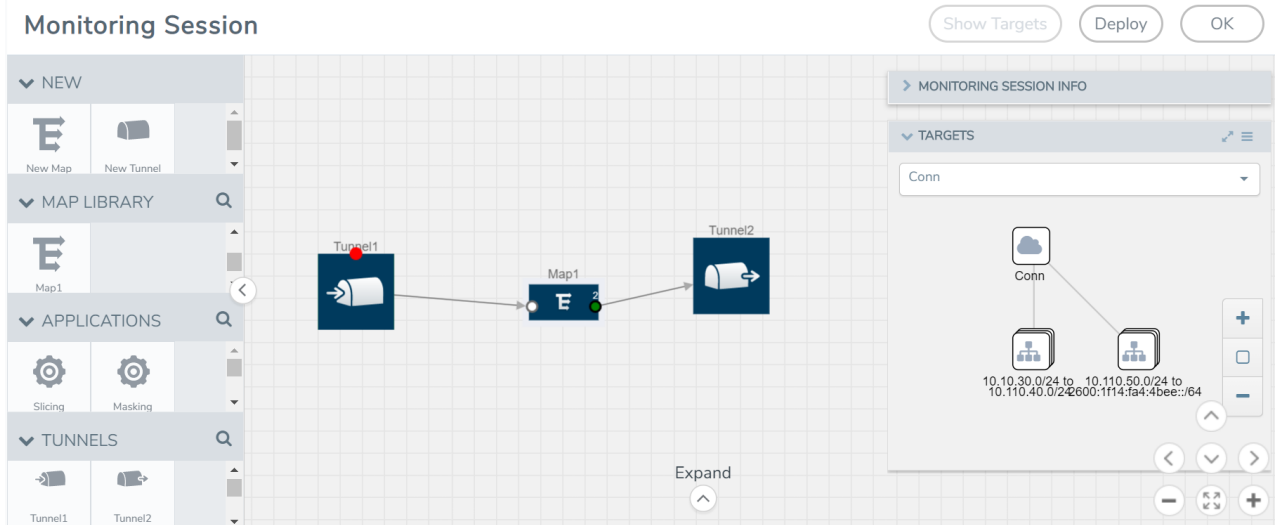 Monitoring Session
Show Targets
Deploy
OK
NEW
New Map
New Tunnel
MAP LIBRARY
Map1
APPLICATIONS
Slicing
Masking
TUNNELS
Tunnel1
Tunnel2
Tunnel1
Map1
2
Tunnel2
Expand
MONITORING SESSION INFO
TARGETS
Conn
Conn
10.10.30.0/24 to
10.110.40.0/24
10.110.50.0/24 to
2600:1f14:fa4:4bee::/64